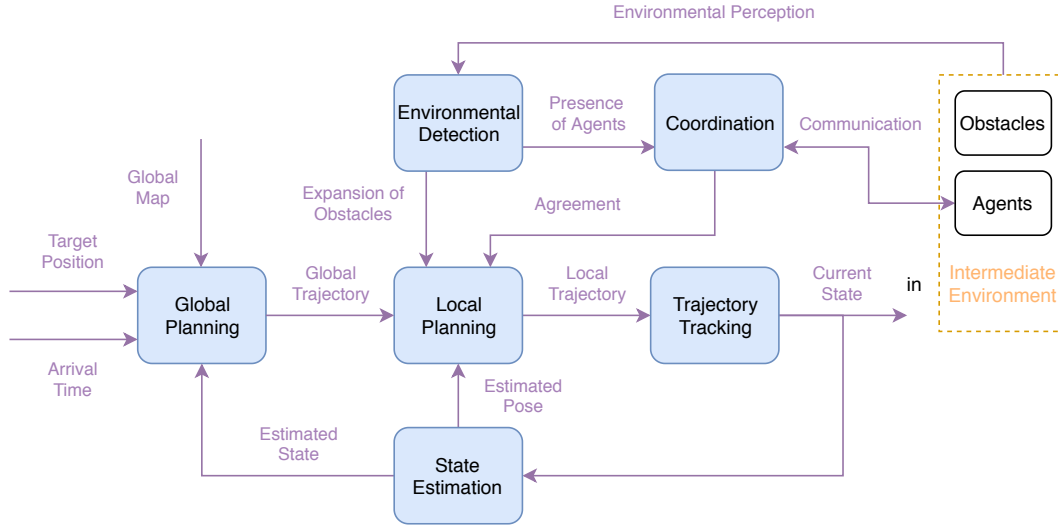 Environmental Perception
Environmental
Detection
Presence
of Agents
Coordination
Communication
Obstacles
Agents
Global
Map
Expansion of
Obstacles
Agreement
Target
Position
Global
Planning
Global
Trajectory
Local
Planning
Local
Trajectory
Trajectory
Tracking
Current
State
in
Intermediate
Environment
Arrival
Time
Estimated
State
Estimated
Pose
State
Estimation